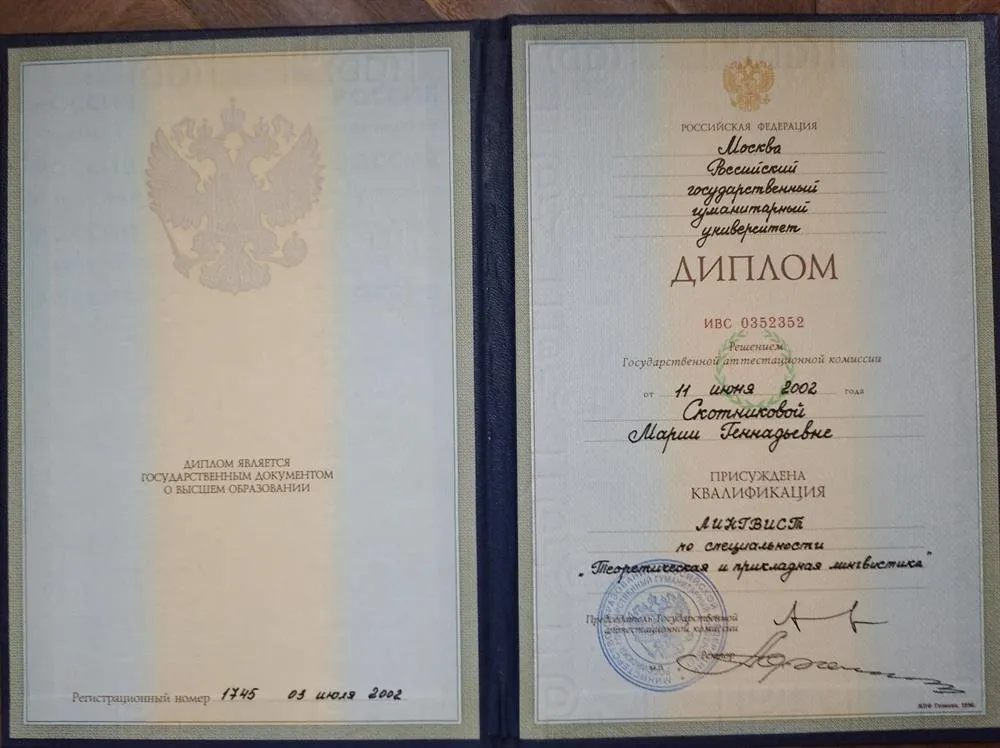 ДИПЛОМ ЯВЛЯЕТСЯ
ГОСУДАРСТВЕННЫМ ДОКУМЕНТОМ
О ВЫСШЕМ ОБРАЗОВАНИИ
Регистрационный номер 1745 03 июля 2002
РОССИЙСКАЯ ФЕДЕРАЦИЯ
Москва
Российский
государственный
гуманитарный
университет
ДИПЛОМ
ИВС 0352352
Решением
Государственной аттестационной комиссии
от 11 июня 2002 года
Скотниковой
Марии Геннадьевне
ПРИСУЖДЕНА
КВАЛИФИКАЦИЯ
ЛИНГВИСТ
по специальности
"Теоретическая и прикладная лингвистика"
Председатель Государственной
аттестационной комиссии
Ректор
М.П.